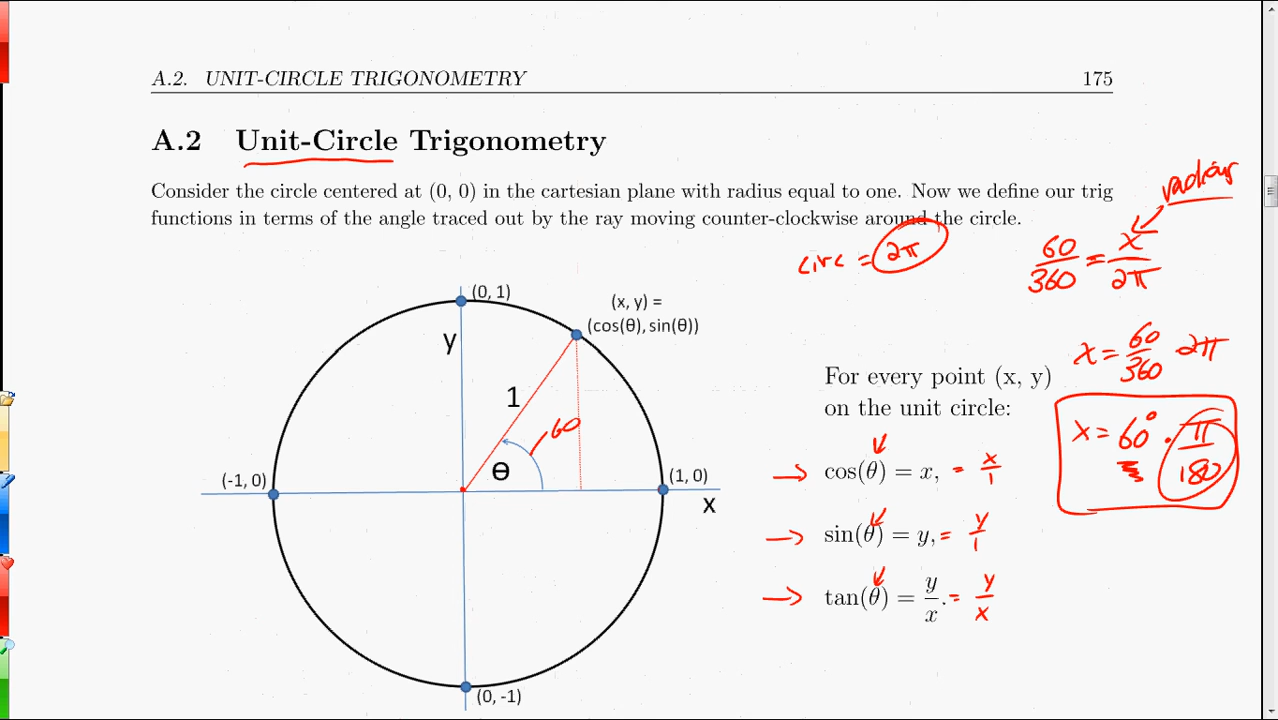 A.2. UNIT-CIRCLE TRIGONOMETRY 175
A.2 Unit-Circle Trigonometry
Consider the circle centered at (0, 0) in the cartesian plane with radius equal to one. Now we define our trig
functions in terms of the angle traced out by the ray moving counter-clockwise around the circle.
radius
circ = 2π
60/360 = x/2π
(0, 1)
(x, y) =
(cos(θ), sin(θ))
y
x = 60/360 2π
For every point (x, y)
on the unit circle:
1
60
x = 60° · π/180
θ
cos(θ) = x, = x/1
(-1, 0)
(1, 0)
x
sin(θ) = y, = y/1
tan(θ) = y/x. = y/x
(0, -1)